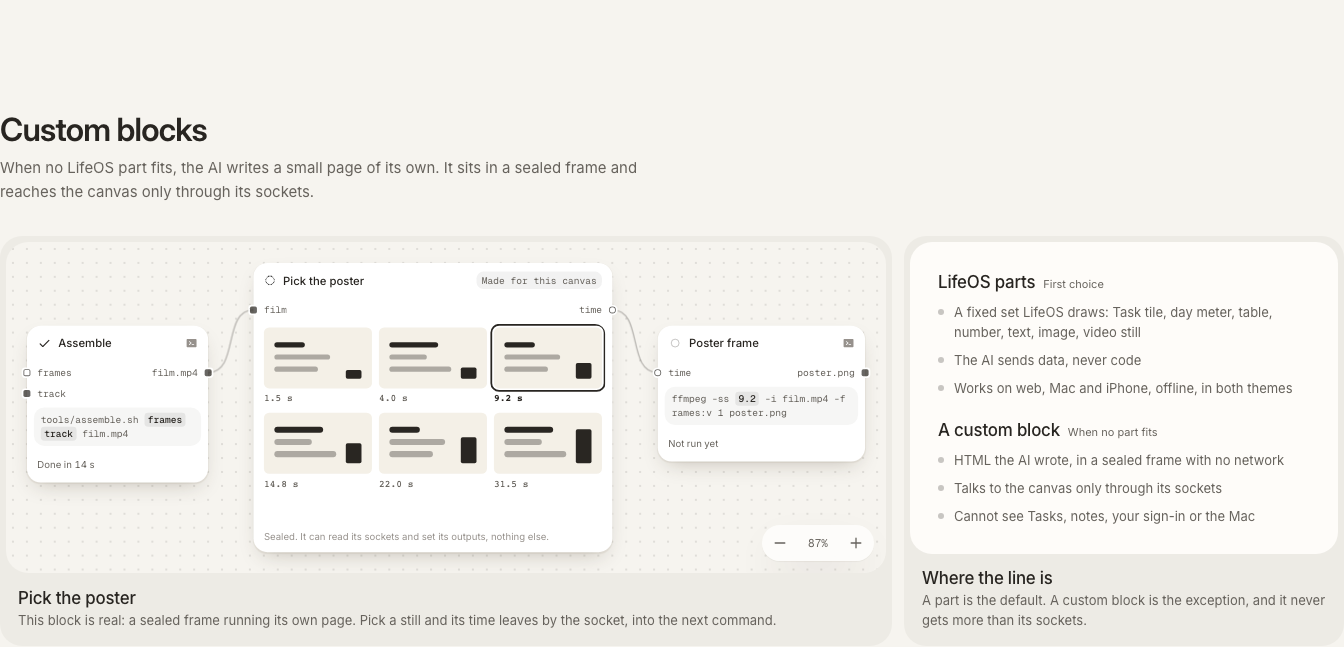 Custom blocks
When no LifeOS part fits, the AI writes a small page of its own. It sits in a sealed frame and
reaches the canvas only through its sockets.
Assemble
frames
film.mp4
track
tools/assemble.sh frames
track film.mp4
Done in 14 s
Pick the poster
Made for this canvas
film
time
1.5 s
4.0 s
9.2 s
14.8 s
22.0 s
31.5 s
Sealed. It can read its sockets and set its outputs, nothing else.
Poster frame
time
poster.png
ffmpeg -ss 9.2 -i film.mp4 -f
rames:v 1 poster.png
Not run yet
87%
Pick the poster
This block is real: a sealed frame running its own page. Pick a still and its time leaves by the socket, into the next command.
LifeOS parts First choice
A fixed set LifeOS draws: Task tile, day meter, table,
number, text, image, video still
The AI sends data, never code
Works on web, Mac and iPhone, offline, in both themes
A custom block When no part fits
HTML the AI wrote, in a sealed frame with no network
Talks to the canvas only through its sockets
Cannot see Tasks, notes, your sign-in or the Mac
Where the line is
A part is the default. A custom block is the exception, and it never
gets more than its sockets.